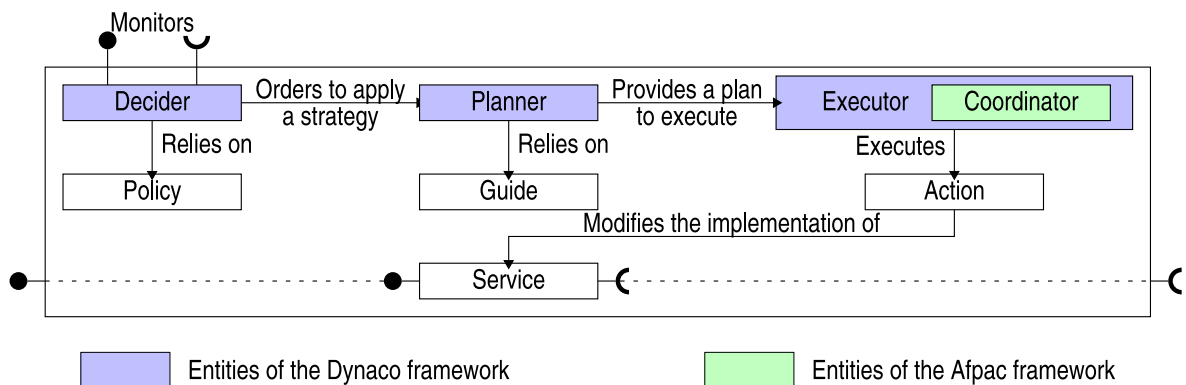 Monitors
Decider
Orders to apply
a strategy
Planner
Provides a plan
to execute
Executor
Coordinator
Relies on
Relies on
Executes
Policy
Guide
Action
Modifies the implementation of
Service
Entities of the Dynaco framework
Entities of the Afpac framework